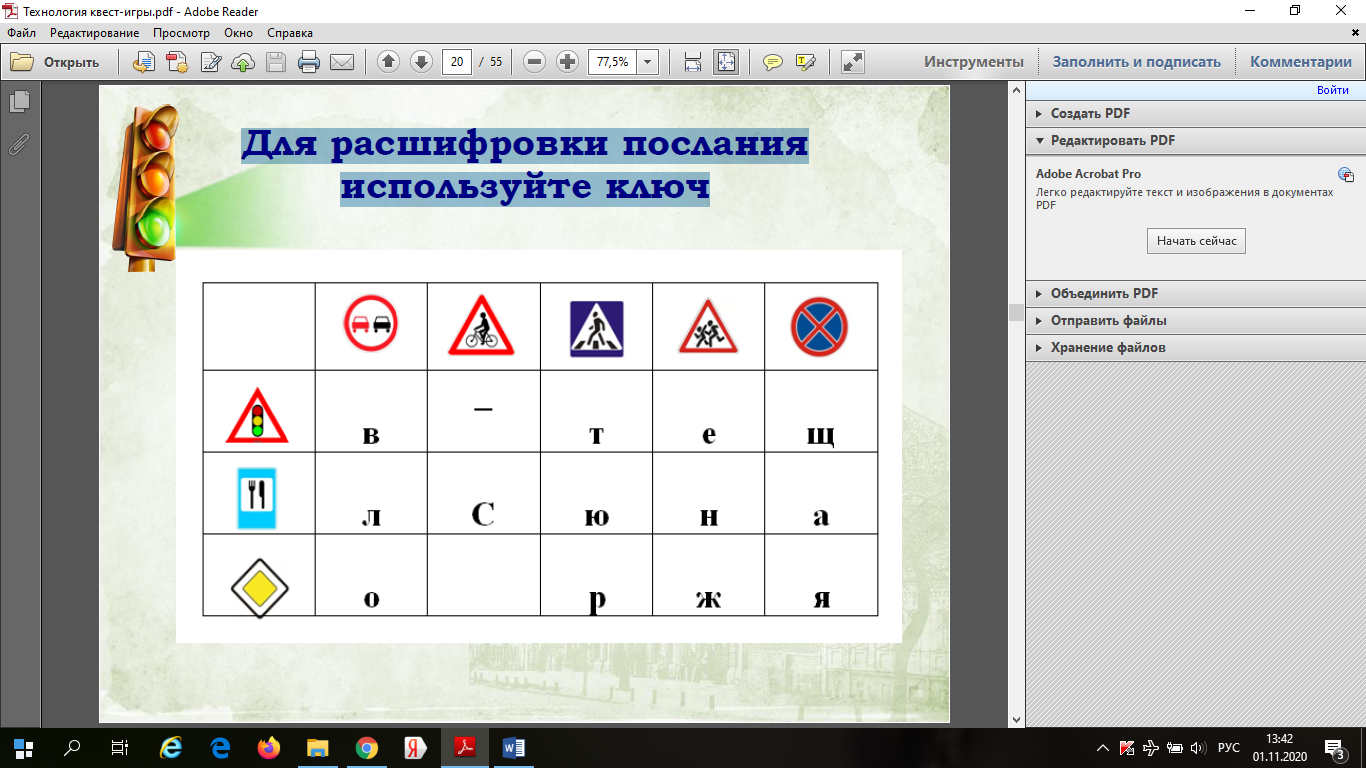 Технология квест-игры.pdf - Adobe Reader
Файл Редактирование Просмотр Окно Справка
Открыть 20 / 55 77,5% Инструменты Заполнить и подписать Комментарии
Войти
Создать PDF
Редактировать PDF
Adobe Acrobat Pro
Легко редактируйте текст и изображения в документах
PDF
Начать сейчас
Объединить PDF
Отправить файлы
Хранение файлов
Для расшифровки послания
используйте ключ
в – т е щ
л С ю н а
о р ж я
РУС 13:42
01.11.2020 3